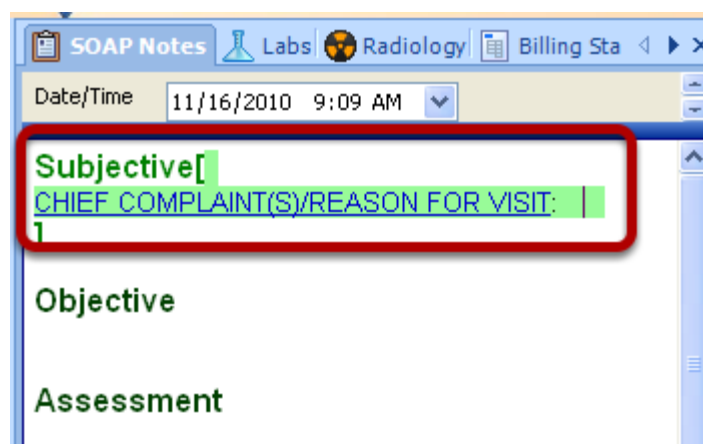 SOAP Notes Labs Radiology Billing Sta
Date/Time 11/16/2010 9:09 AM
Subjective[
CHIEF COMPLAINT(S)/REASON FOR VISIT:
]
Objective
Assessment